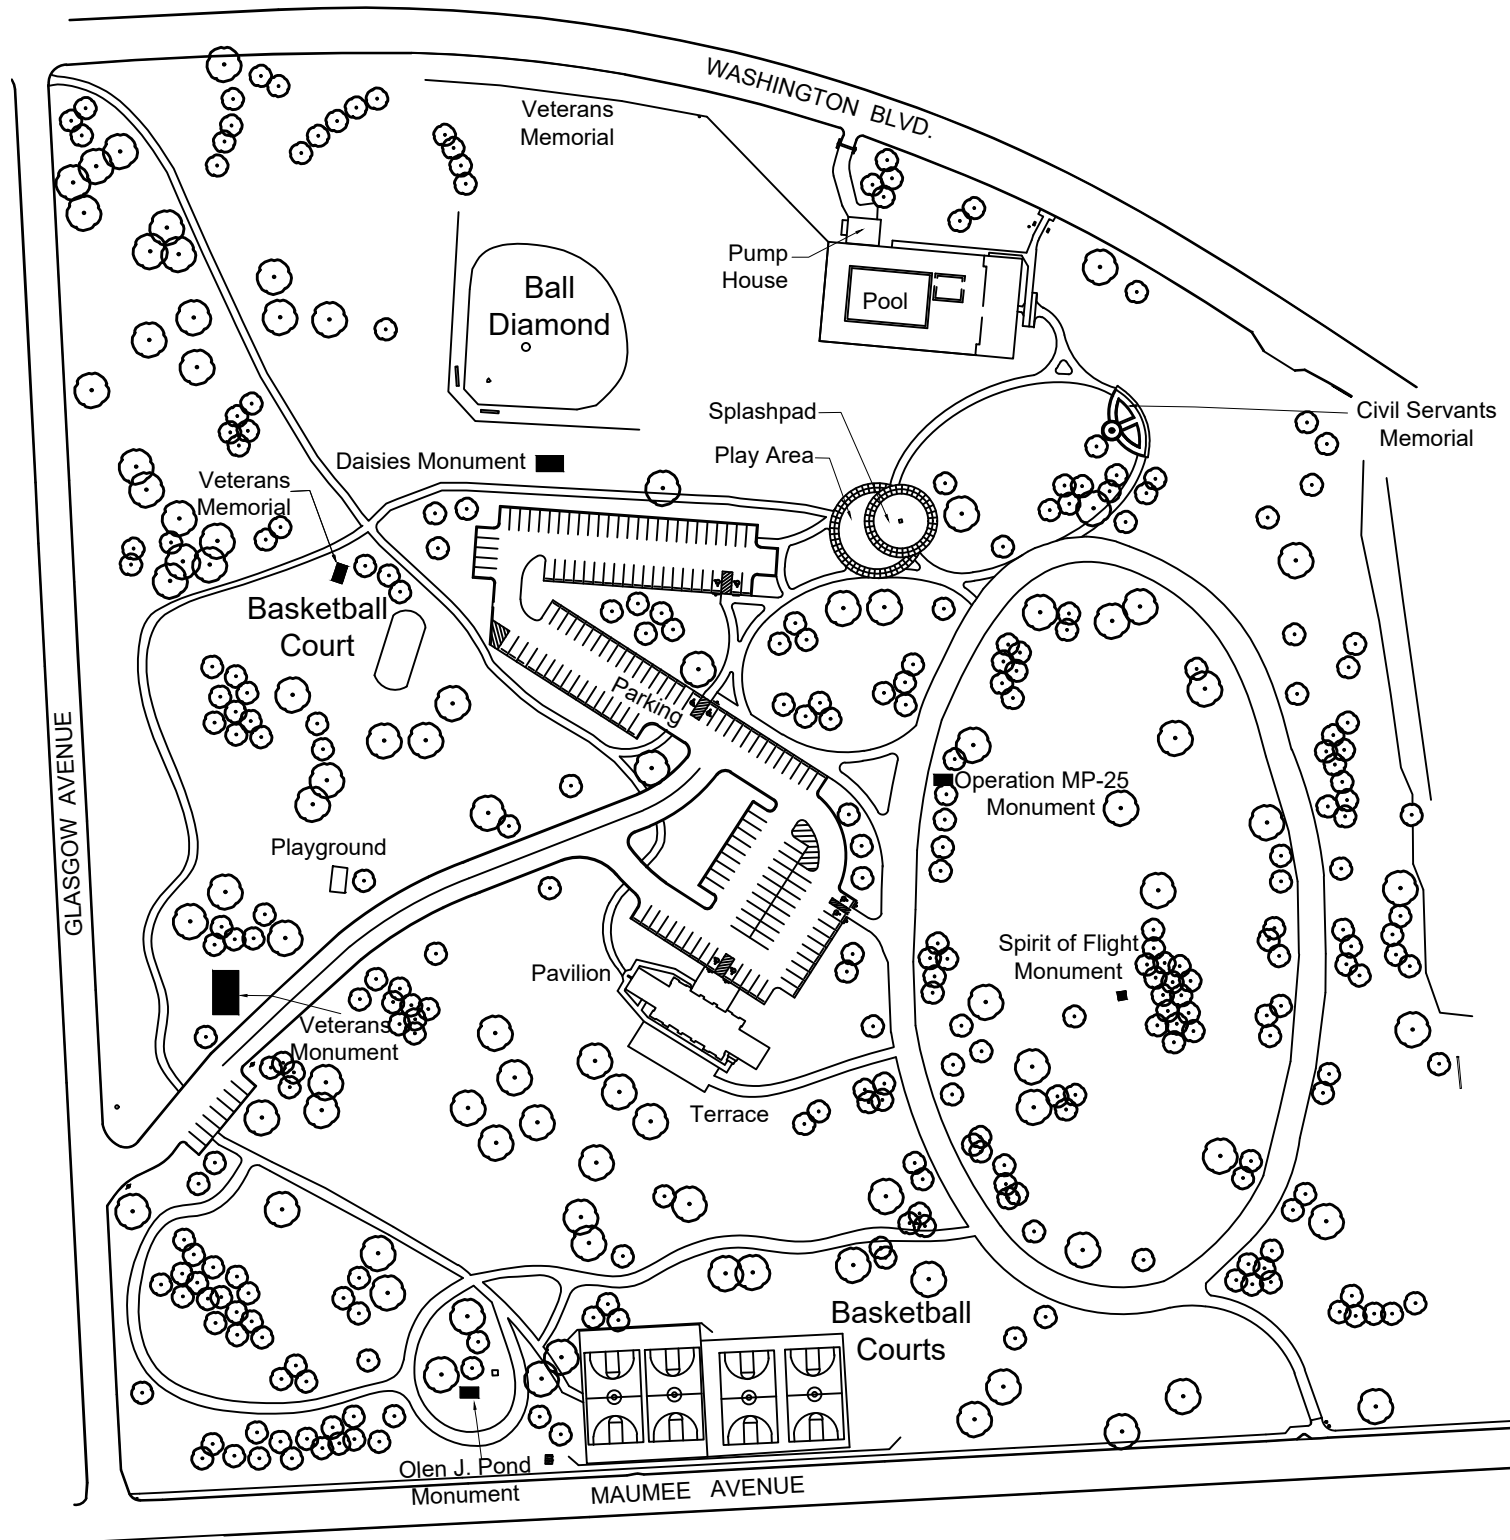 WASHINGTON BLVD.
Veterans
Memorial
Pump
House
Pool
Ball
Diamond
Splashpad
Civil Servants
Memorial
Play Area
Daisies Monument
Veterans
Memorial
Basketball
Court
Parking
GLASGOW AVENUE
Operation MP-25
Monument
Playground
Spirit of Flight
Monument
Pavilion
Veterans
Monument
Terrace
Basketball
Courts
Olen J. Pond
Monument
MAUMEE AVENUE